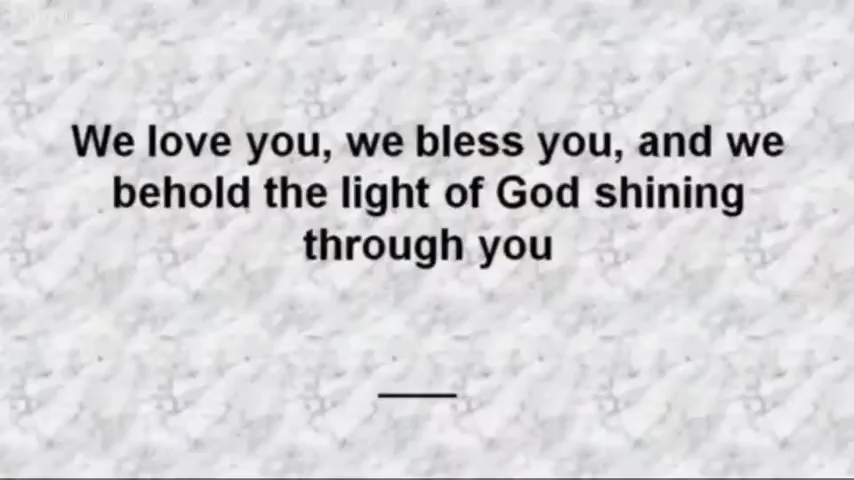 We love you, we bless you, and we
behold the light of God shining
through you